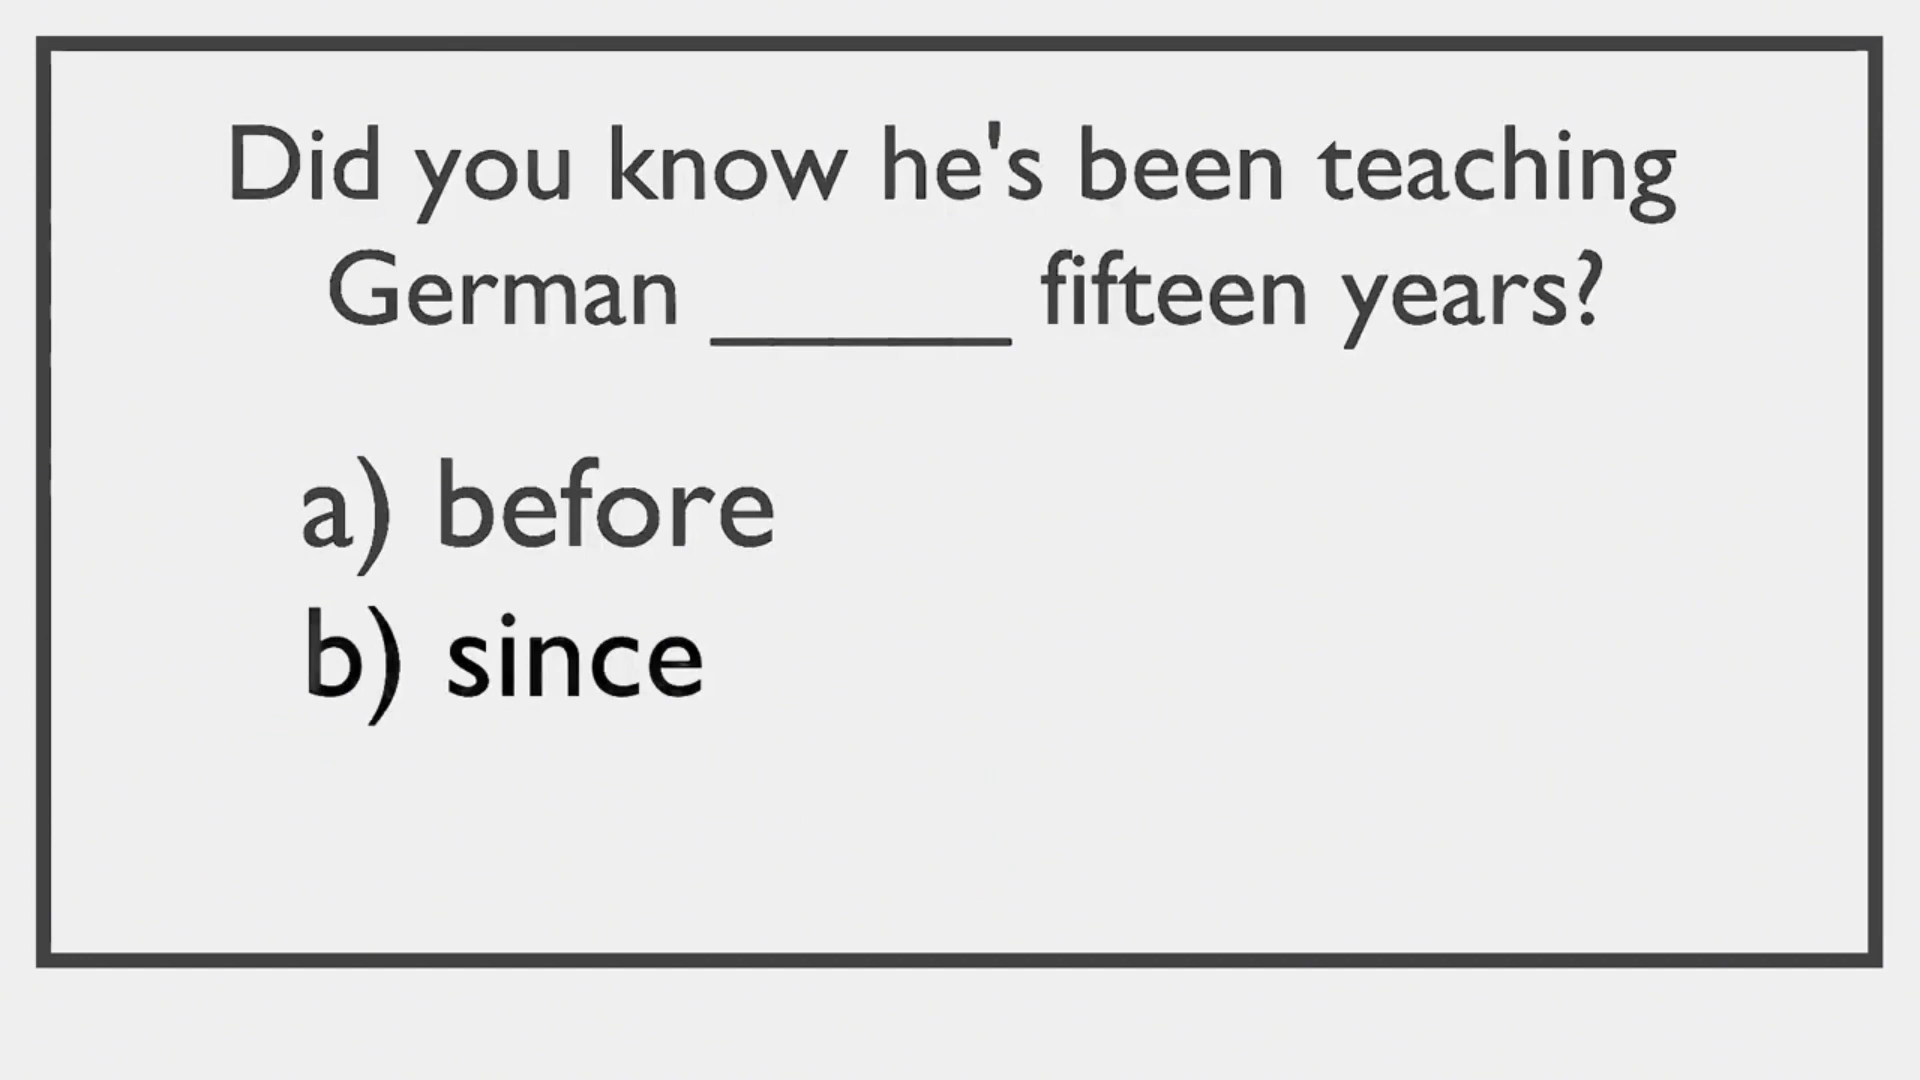 Did you know he's been teaching
German ______ fifteen years?
a) before
b) since